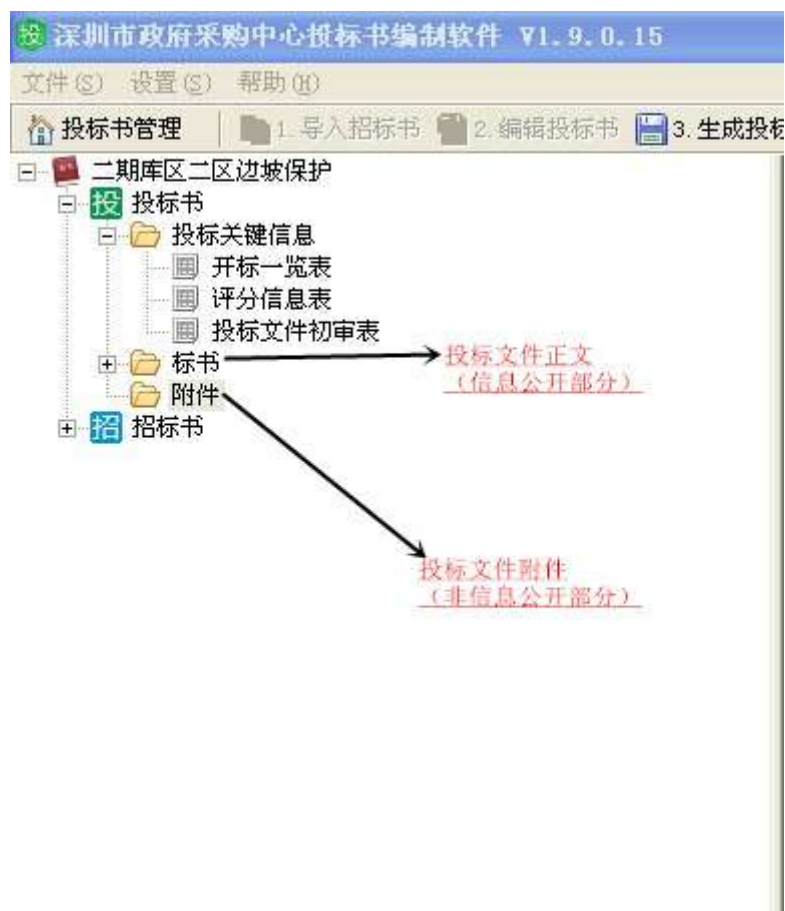 投 深圳市政府采购中心投标书编制软件 V1.9.0.15
文件(S) 设置(S) 帮助(H)
投标书管理 1.导入招标书 2.编辑投标书 3.生成投标
二期库区二区边坡保护
投 投标书
投标关键信息
开标一览表
评分信息表
投标文件初审表
标书
投标文件正文
（信息公开部分）
附件
招 招标书
投标文件附件
（非信息公开部分）